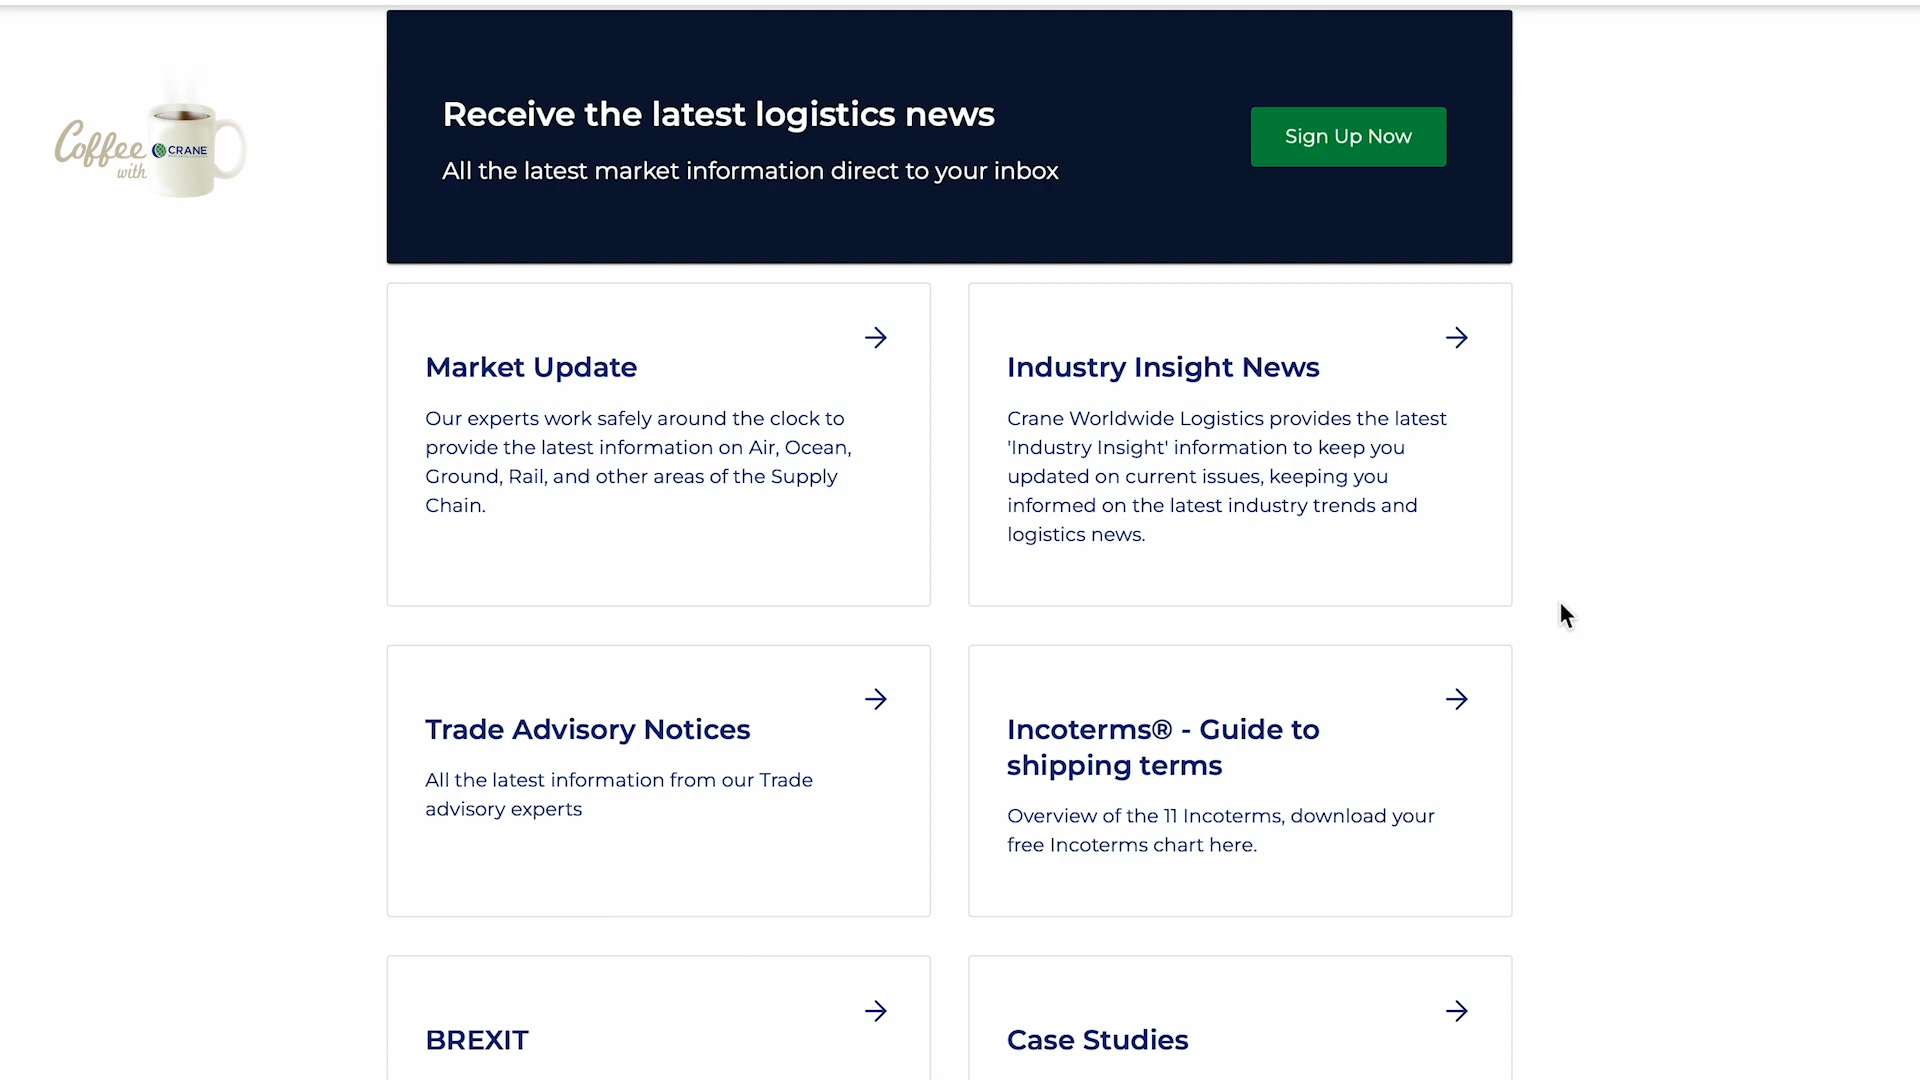 Coffee
with
CRANE
Receive the latest logistics news
All the latest market information direct to your inbox
Sign Up Now
Market Update
Our experts work safely around the clock to
provide the latest information on Air, Ocean,
Ground, Rail, and other areas of the Supply
Chain.
Industry Insight News
Crane Worldwide Logistics provides the latest
'Industry Insight' information to keep you
updated on current issues, keeping you
informed on the latest industry trends and
logistics news.
Trade Advisory Notices
All the latest information from our Trade
advisory experts
Incoterms® - Guide to
shipping terms
Overview of the 11 Incoterms, download your
free Incoterms chart here.
BREXIT
Case Studies